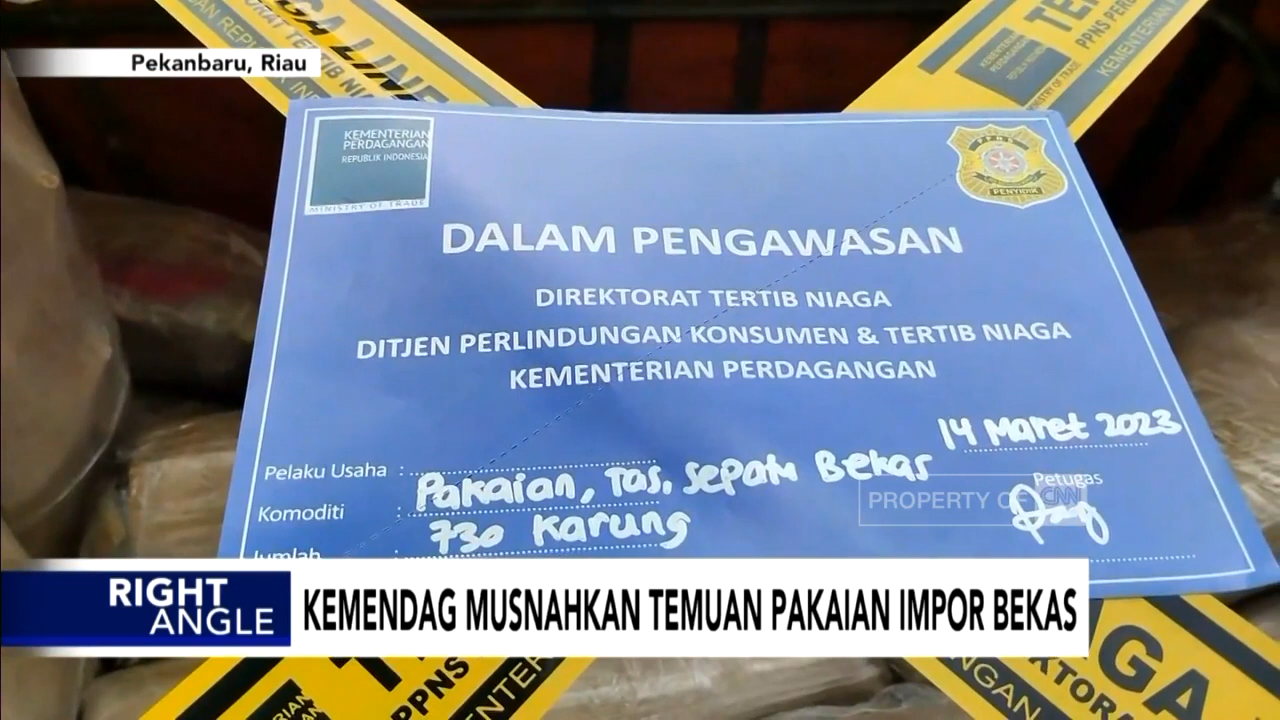 Pekanbaru, Riau
KEMENTERIAN
PERDAGANGAN
REPUBLIK INDONESIA
MINISTRY OF TRADE
PPNS
PENYIDIK
DALAM PENGAWASAN
DIREKTORAT TERTIB NIAGA
DITJEN PERLINDUNGAN KONSUMEN & TERTIB NIAGA
KEMENTERIAN PERDAGANGAN
14 Maret 2023
Pelaku Usaha :
Petugas
Komoditi : Pakaian, Tas, Sepatu Bekas
Jumlah : 730 Karung
PROPERTY OF CNN
RIGHT
ANGLE
KEMENDAG MUSNAHKAN TEMUAN PAKAIAN IMPOR BEKAS